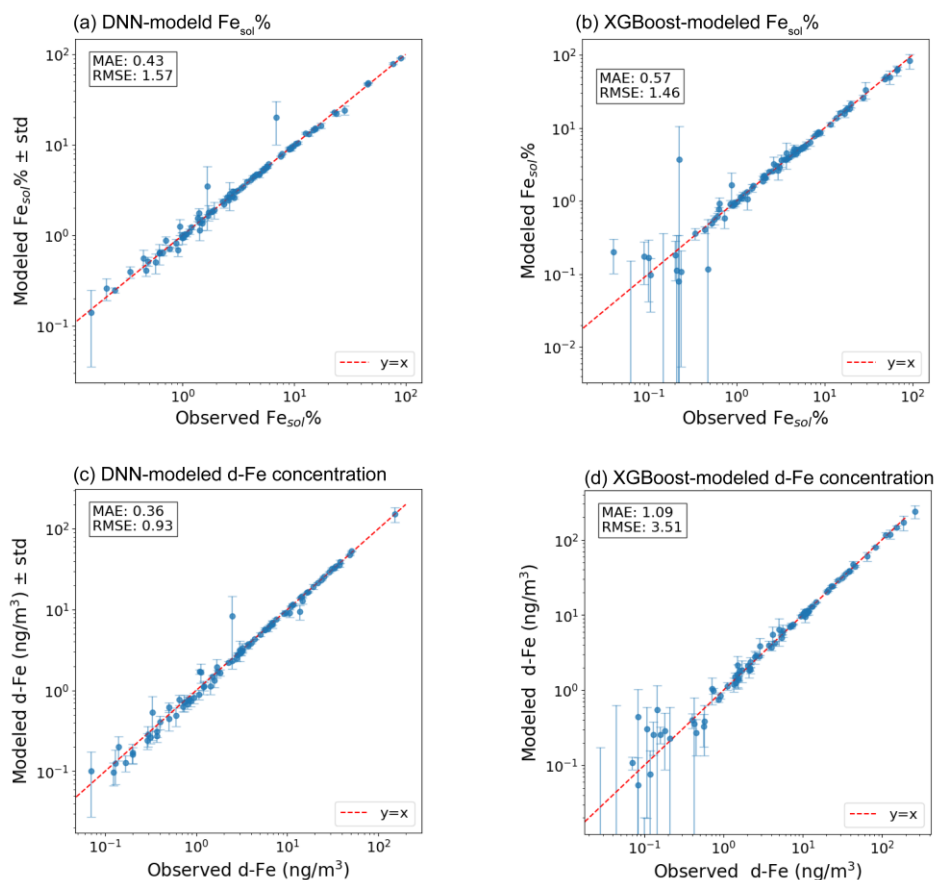 (a) DNN-modeld Fe_sol%
MAE: 0.43
RMSE: 1.57
10^2
10^1
10^0
10^-1
Modeled Fe_sol% ± std
y=x
10^0
10^1
10^2
Observed Fe_sol%
(b) XGBoost-modeled Fe_sol%
MAE: 0.57
RMSE: 1.46
10^2
10^1
10^0
10^-1
10^-2
Modeled Fe_sol%
y=x
10^-1
10^0
10^1
10^2
Observed Fe_sol%
(c) DNN-modeled d-Fe concentration
MAE: 0.36
RMSE: 0.93
10^2
10^1
10^0
10^-1
Modeled d-Fe (ng/m^3) ± std
y=x
10^-1
10^0
10^1
10^2
Observed d-Fe (ng/m^3)
(d) XGBoost-modeled d-Fe concentration
MAE: 1.09
RMSE: 3.51
10^2
10^1
10^0
10^-1
Modeled d-Fe (ng/m^3)
y=x
10^-1
10^0
10^1
10^2
Observed d-Fe (ng/m^3)